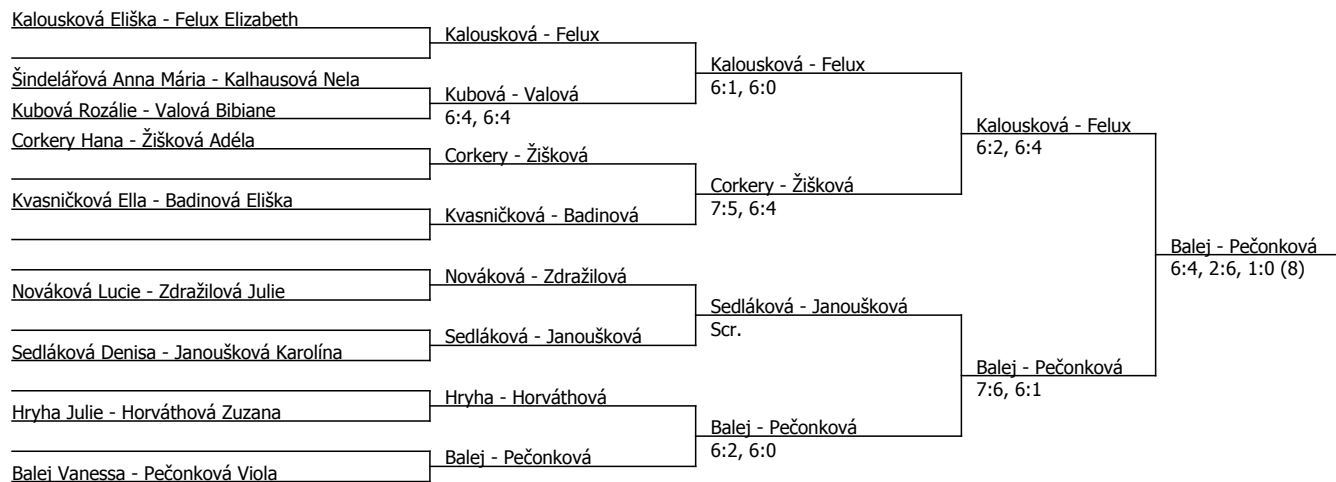 Kalousková Eliška - Felux Elizabeth
Šindelářová Anna Mária - Kalhausová Nela
Kubová Rozálie - Valová Bibiane
Corkery Hana - Žišková Adéla
Kvasničková Ella - Badinová Eliška
Nováková Lucie - Zdražilová Julie
Sedláková Denisa - Janoušková Karolína
Hryha Julie - Horváthová Zuzana
Balej Vanessa - Pečonková Viola
Kalousková - Felux
Kubová - Valová
6:4, 6:4
Corkery - Žišková
Kvasničková - Badinová
Nováková - Zdražilová
Sedláková - Janoušková
Hryha - Horváthová
Balej - Pečonková
Kalousková - Felux
6:1, 6:0
Corkery - Žišková
7:5, 6:4
Sedláková - Janoušková
Scr.
Balej - Pečonková
6:2, 6:0
Kalousková - Felux
6:2, 6:4
Balej - Pečonková
7:6, 6:1
Balej - Pečonková
6:4, 2:6, 1:0 (8)